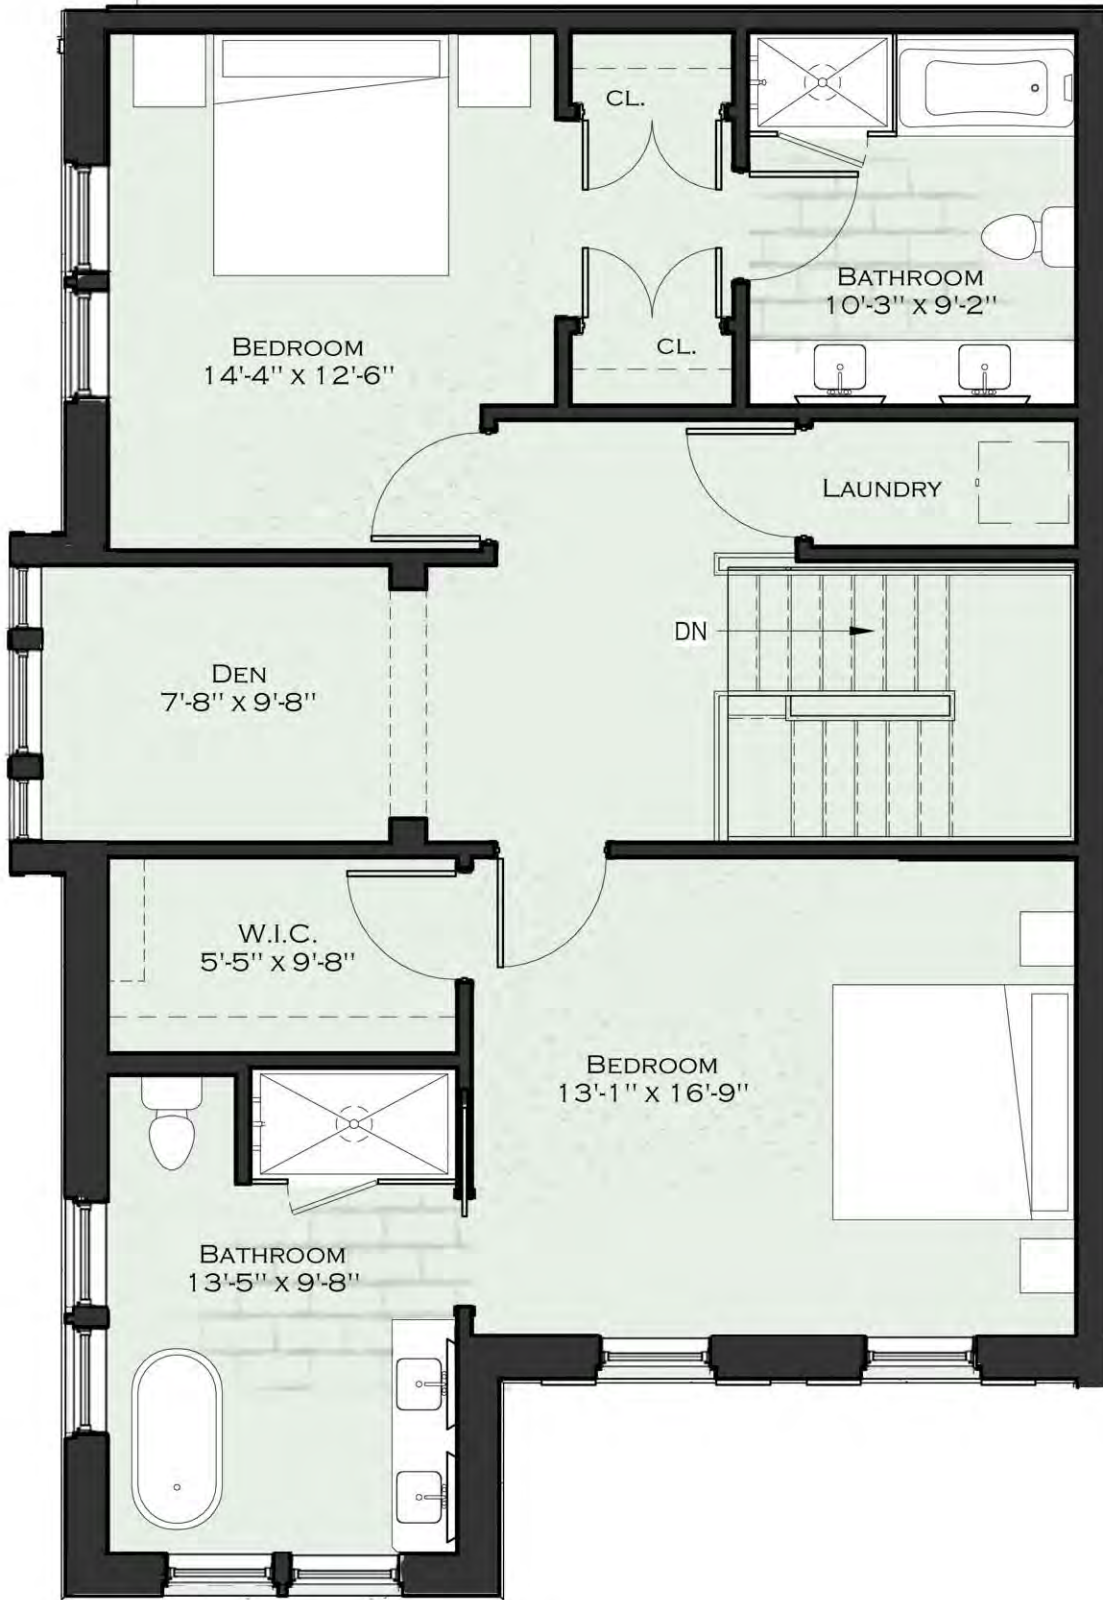 CL.
BATHROOM
10'-3" X 9'-2"
BEDROOM
14'-4" X 12'-6"
CL.
LAUNDRY
DN
DEN
7'-8" X 9'-8"
W.I.C.
5'-5" X 9'-8"
BEDROOM
13'-1" X 16'-9"
BATHROOM
13'-5" X 9'-8"